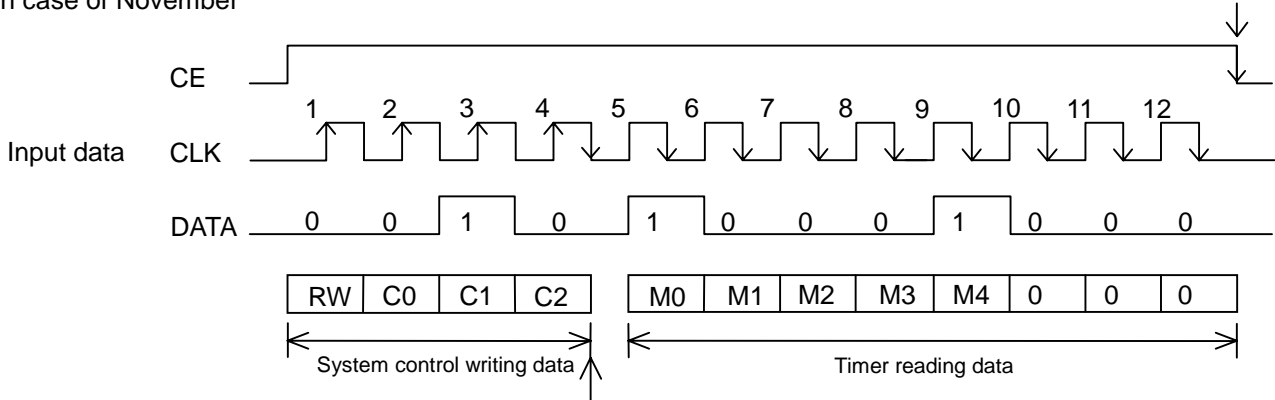 n case of November
CE
1 2 3 4 5 6 7 8 9 10 11 12
Input data CLK
DATA 0 0 1 0 1 0 0 0 1 0 0 0
RW C0 C1 C2 M0 M1 M2 M3 M4 0 0 0
System control writing data Timer reading data